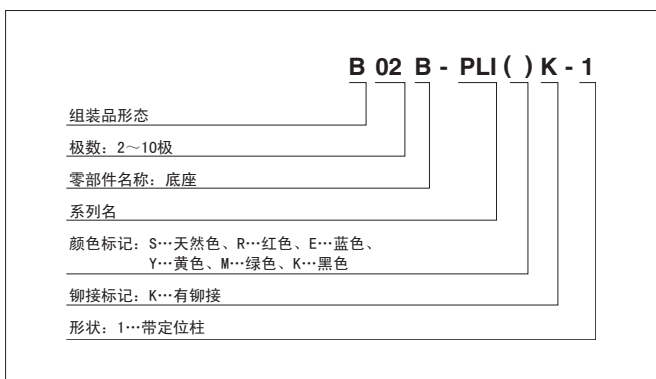 B 02 B - PLI ( ) K - 1
组装品形态
极数：2～10极
零部件名称：底座
系列名
颜色标记：S…天然色、R…红色、E…蓝色、
Y…黄色、M…绿色、K…黑色
铆接标记：K…有铆接
形状：1…带定位柱